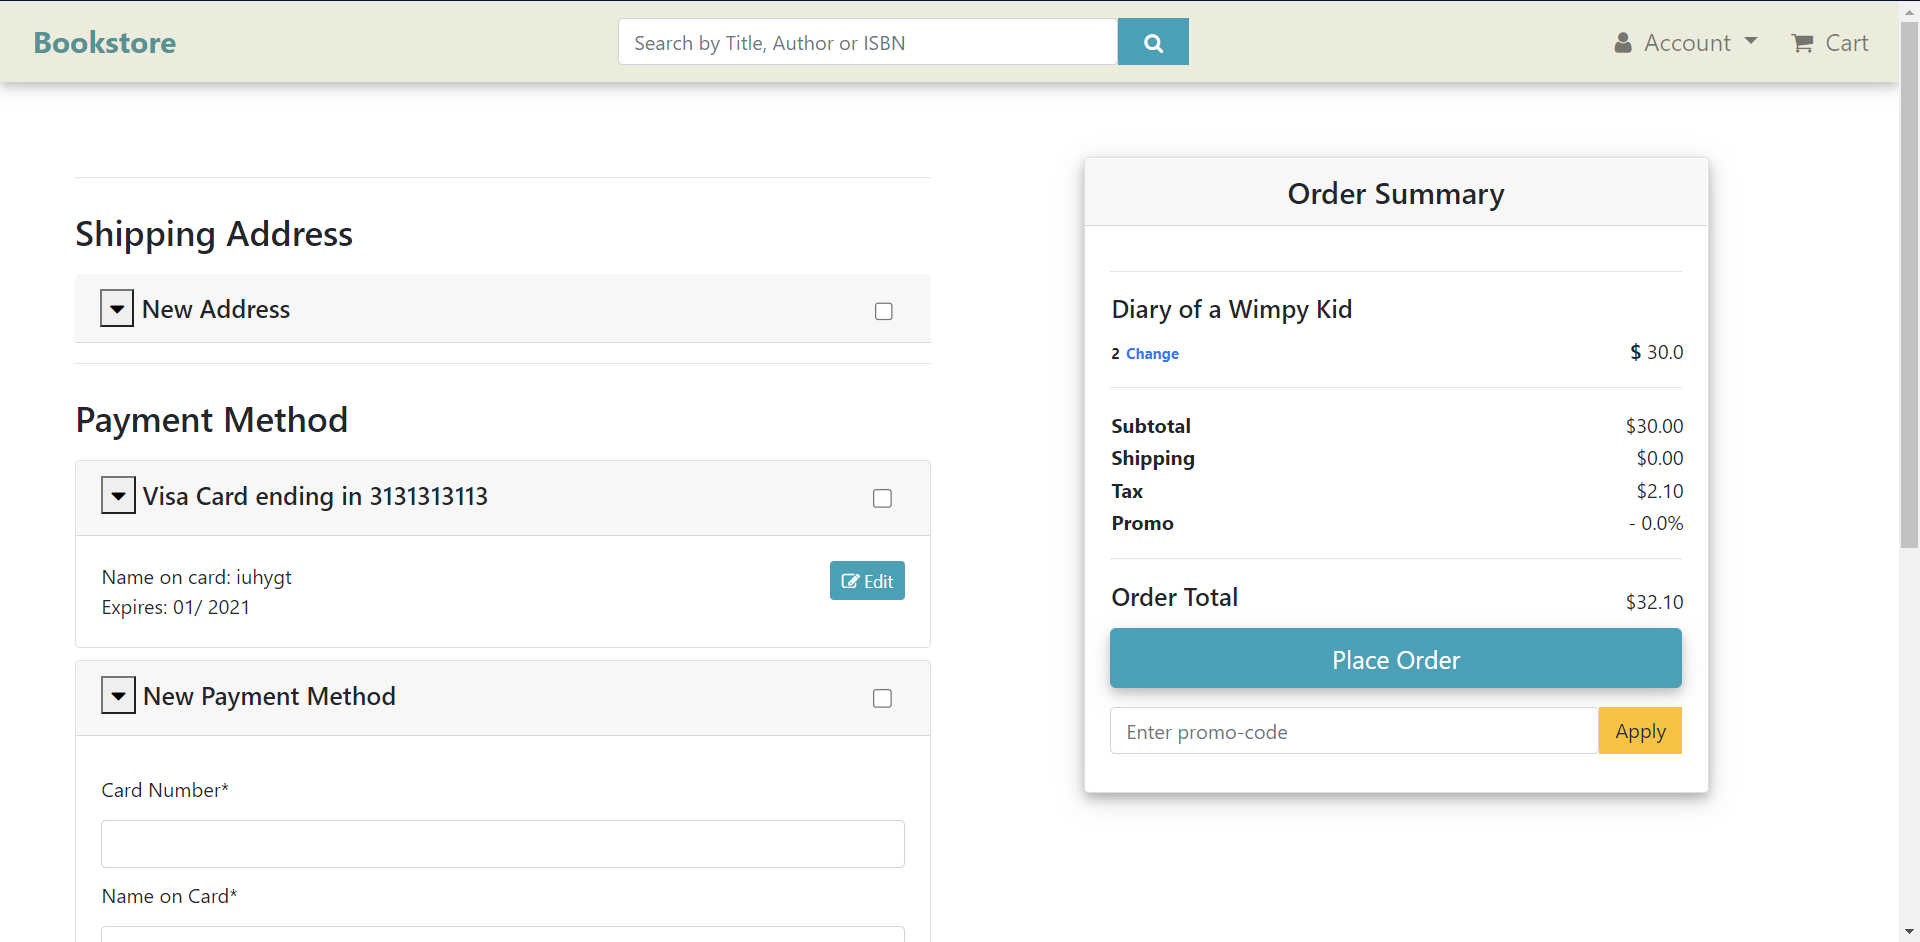 Bookstore
Search by Title, Author or ISBN
Account
Cart
Shipping Address
New Address
Payment Method
Visa Card ending in 3131313113
Name on card: iuhygt
Expires: 01/ 2021
Edit
New Payment Method
Card Number*
Name on Card*
Order Summary
Diary of a Wimpy Kid
2 Change $ 30.0
Subtotal $30.00
Shipping $0.00
Tax $2.10
Promo - 0.0%
Order Total $32.10
Place Order
Enter promo-code Apply